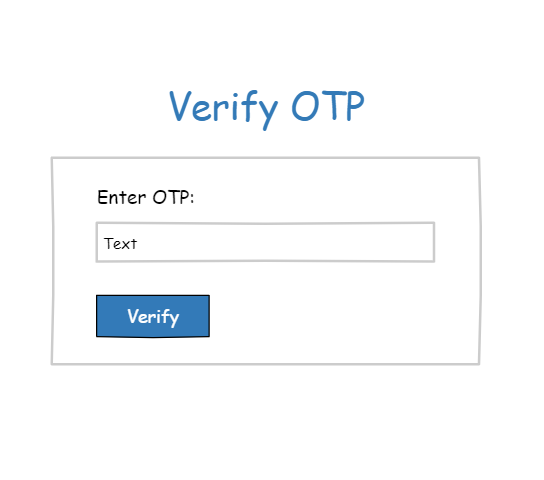 Verify OTP
Enter OTP:
Text
Verify